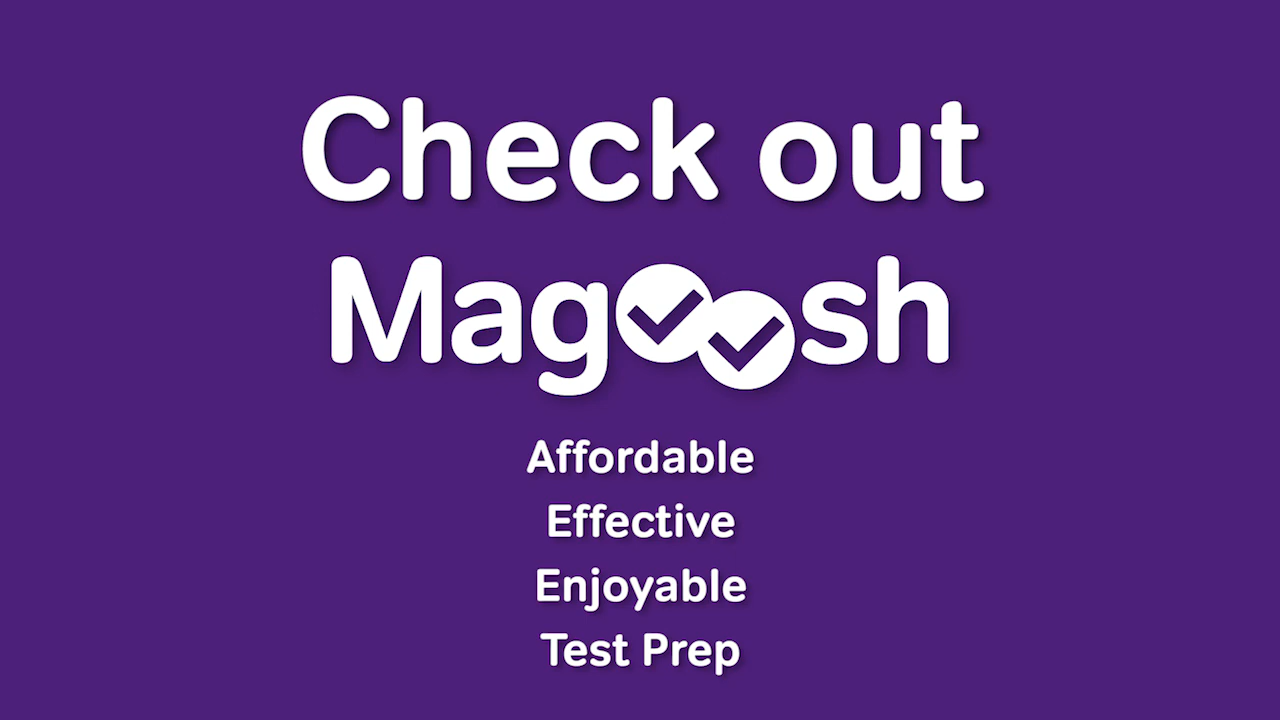 Check out
Magoosh
Affordable
Effective
Enjoyable
Test Prep